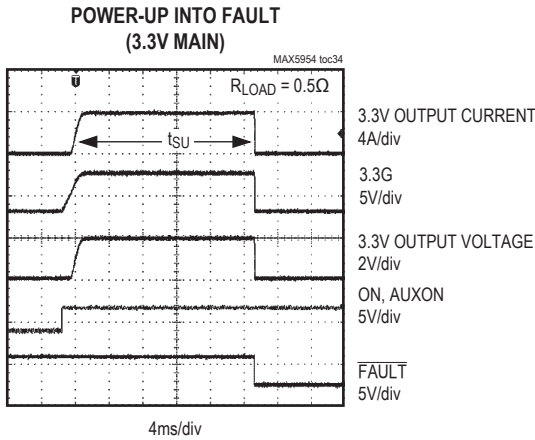 POWER-UP INTO FAULT
(3.3V MAIN)
MAX5954 toc34
T
RLOAD = 0.5Ω
tSU
3.3V OUTPUT CURRENT
4A/div
3.3G
5V/div
3.3V OUTPUT VOLTAGE
2V/div
ON, AUXON
5V/div
FAULT
5V/div
4ms/div